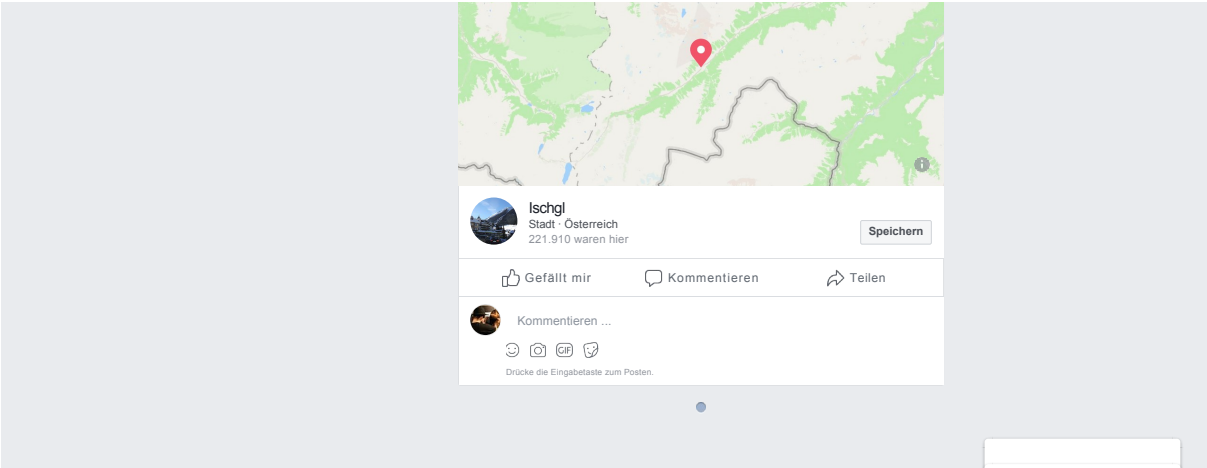 Ischgl
Stadt · Österreich
221.910 waren hier
Speichern
Gefällt mir Kommentieren Teilen
Kommentieren ...
GIF
Drücke die Eingabetaste zum Posten.